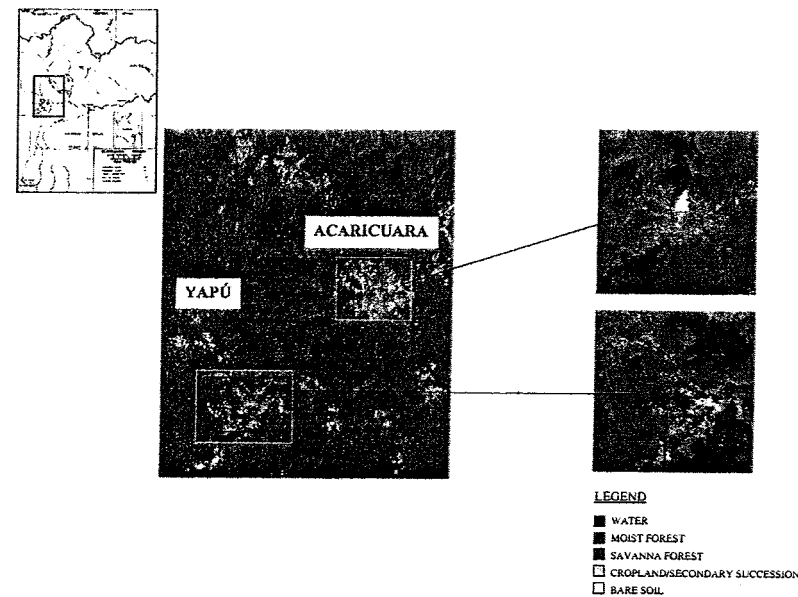 ACARICUARA
YAPÚ
LEGEND
WATER
MOIST FOREST
SAVANNA FOREST
CROPLAND/SECONDARY SUCCESSION
BARE SOIL